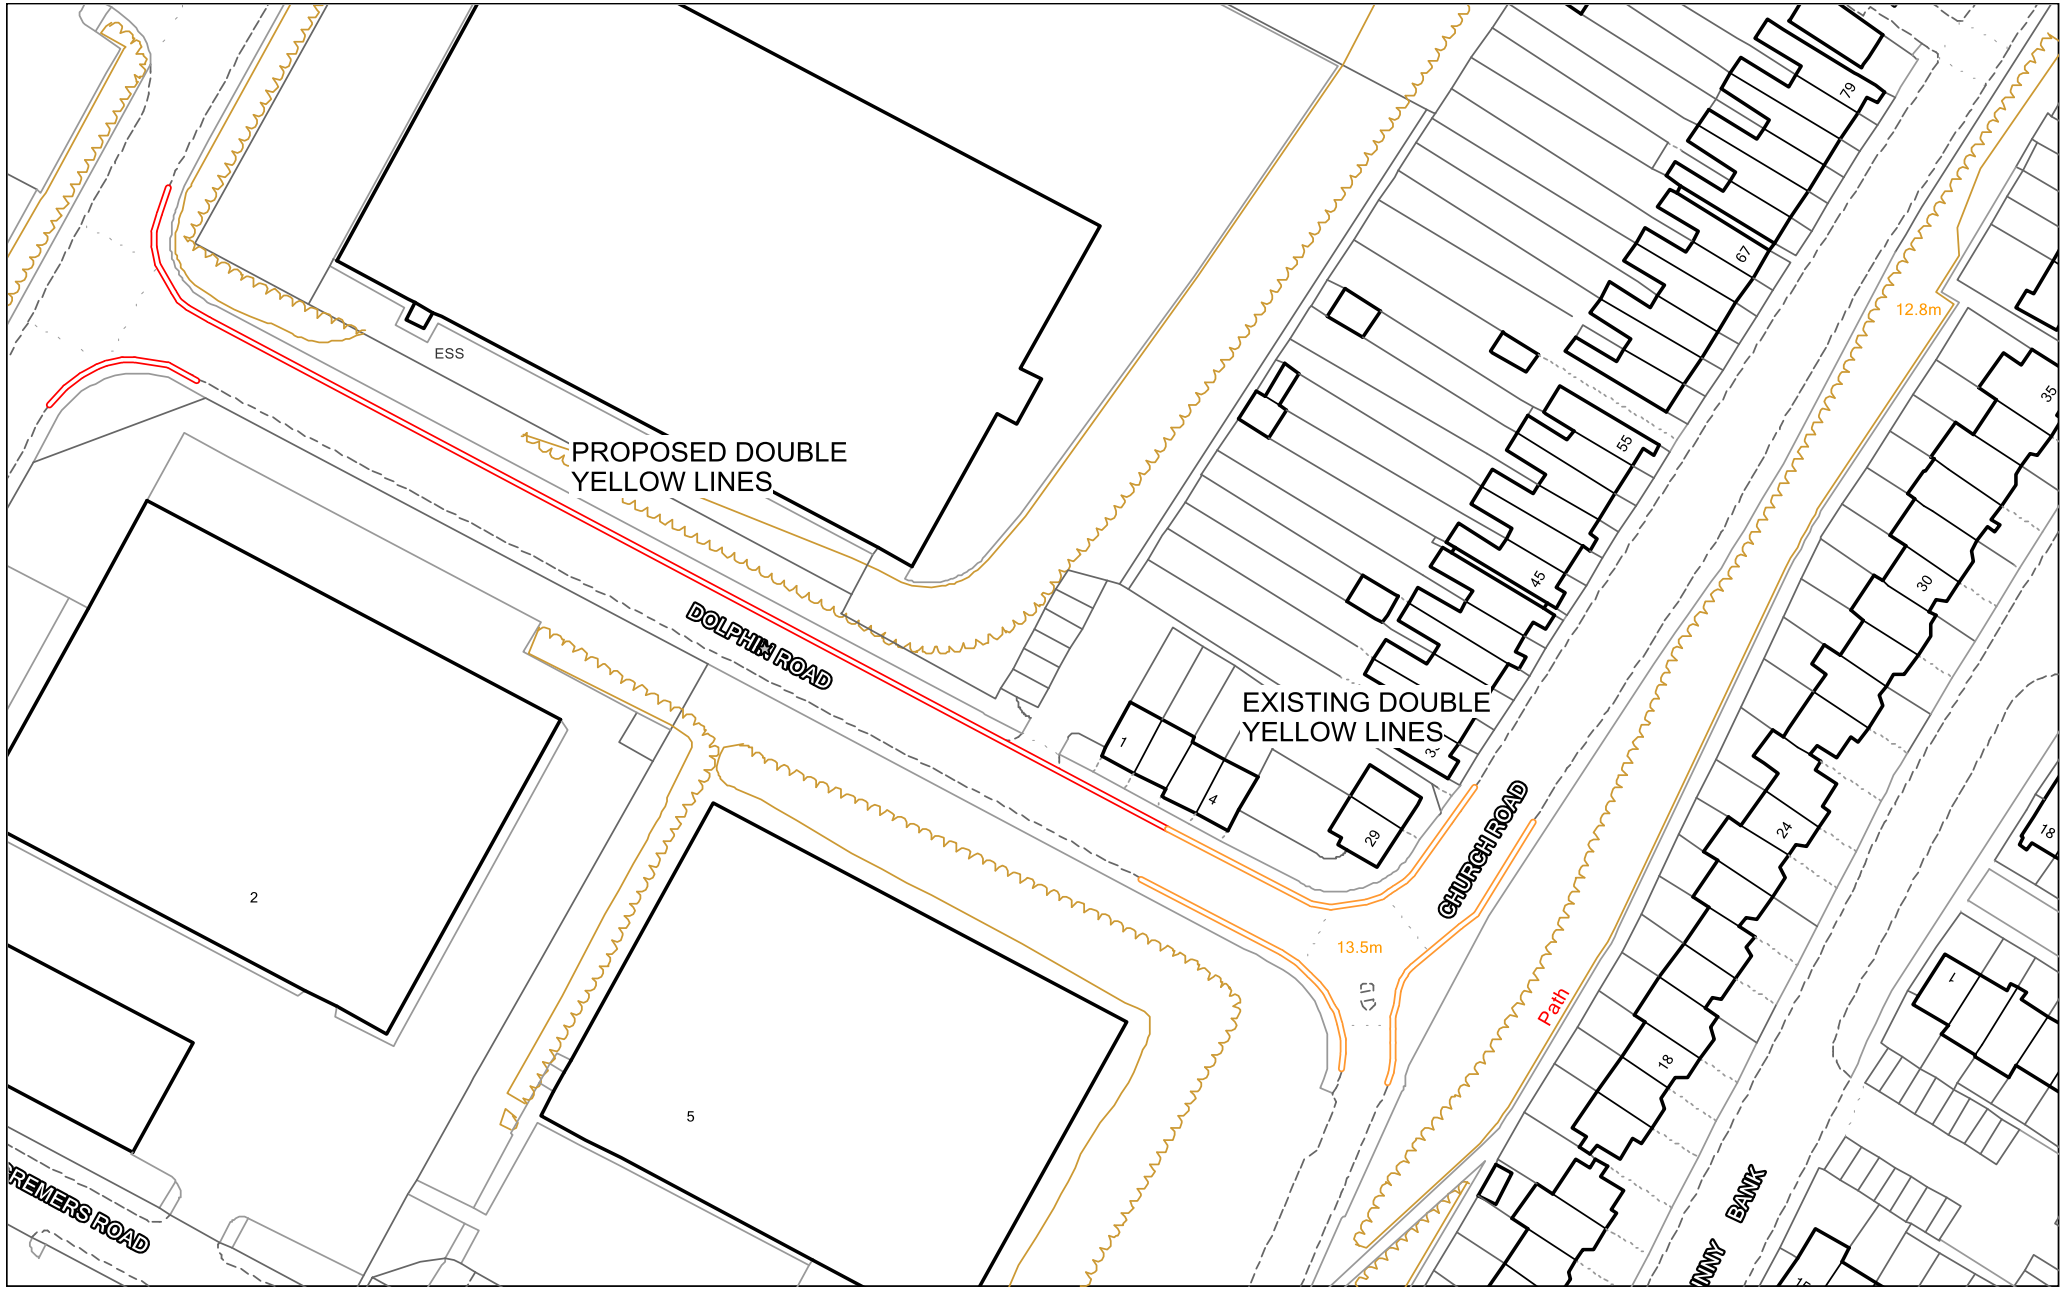 79
67
12.8m
ESS
35
55
PROPOSED DOUBLE
YELLOW LINES
45
30
DOLPHIN ROAD
EXISTING DOUBLE
YELLOW LINES
1
4
29
CHURCH ROAD
24
18
2
13.5m
1
Path
18
5
BANK